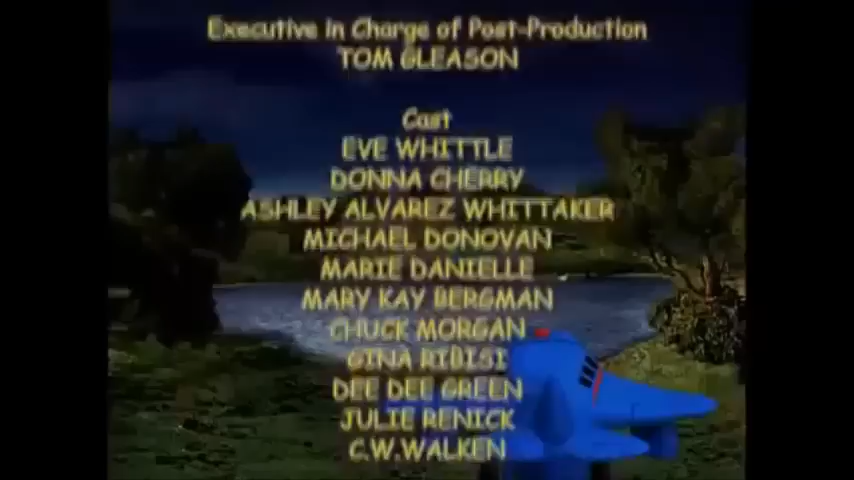 Executive in Charge of Post-Production
TOM GLEASON
Cast
EVE WHITTLE
DONNA CHERRY
ASHLEY ALVAREZ WHITTAKER
MICHAEL DONOVAN
MARIE DANIELLE
MARY KAY BERGMAN
CHUCK MORGAN
GINA RIBISI
DEE DEE GREEN
JULIE RENICK
C.W.WALKEN